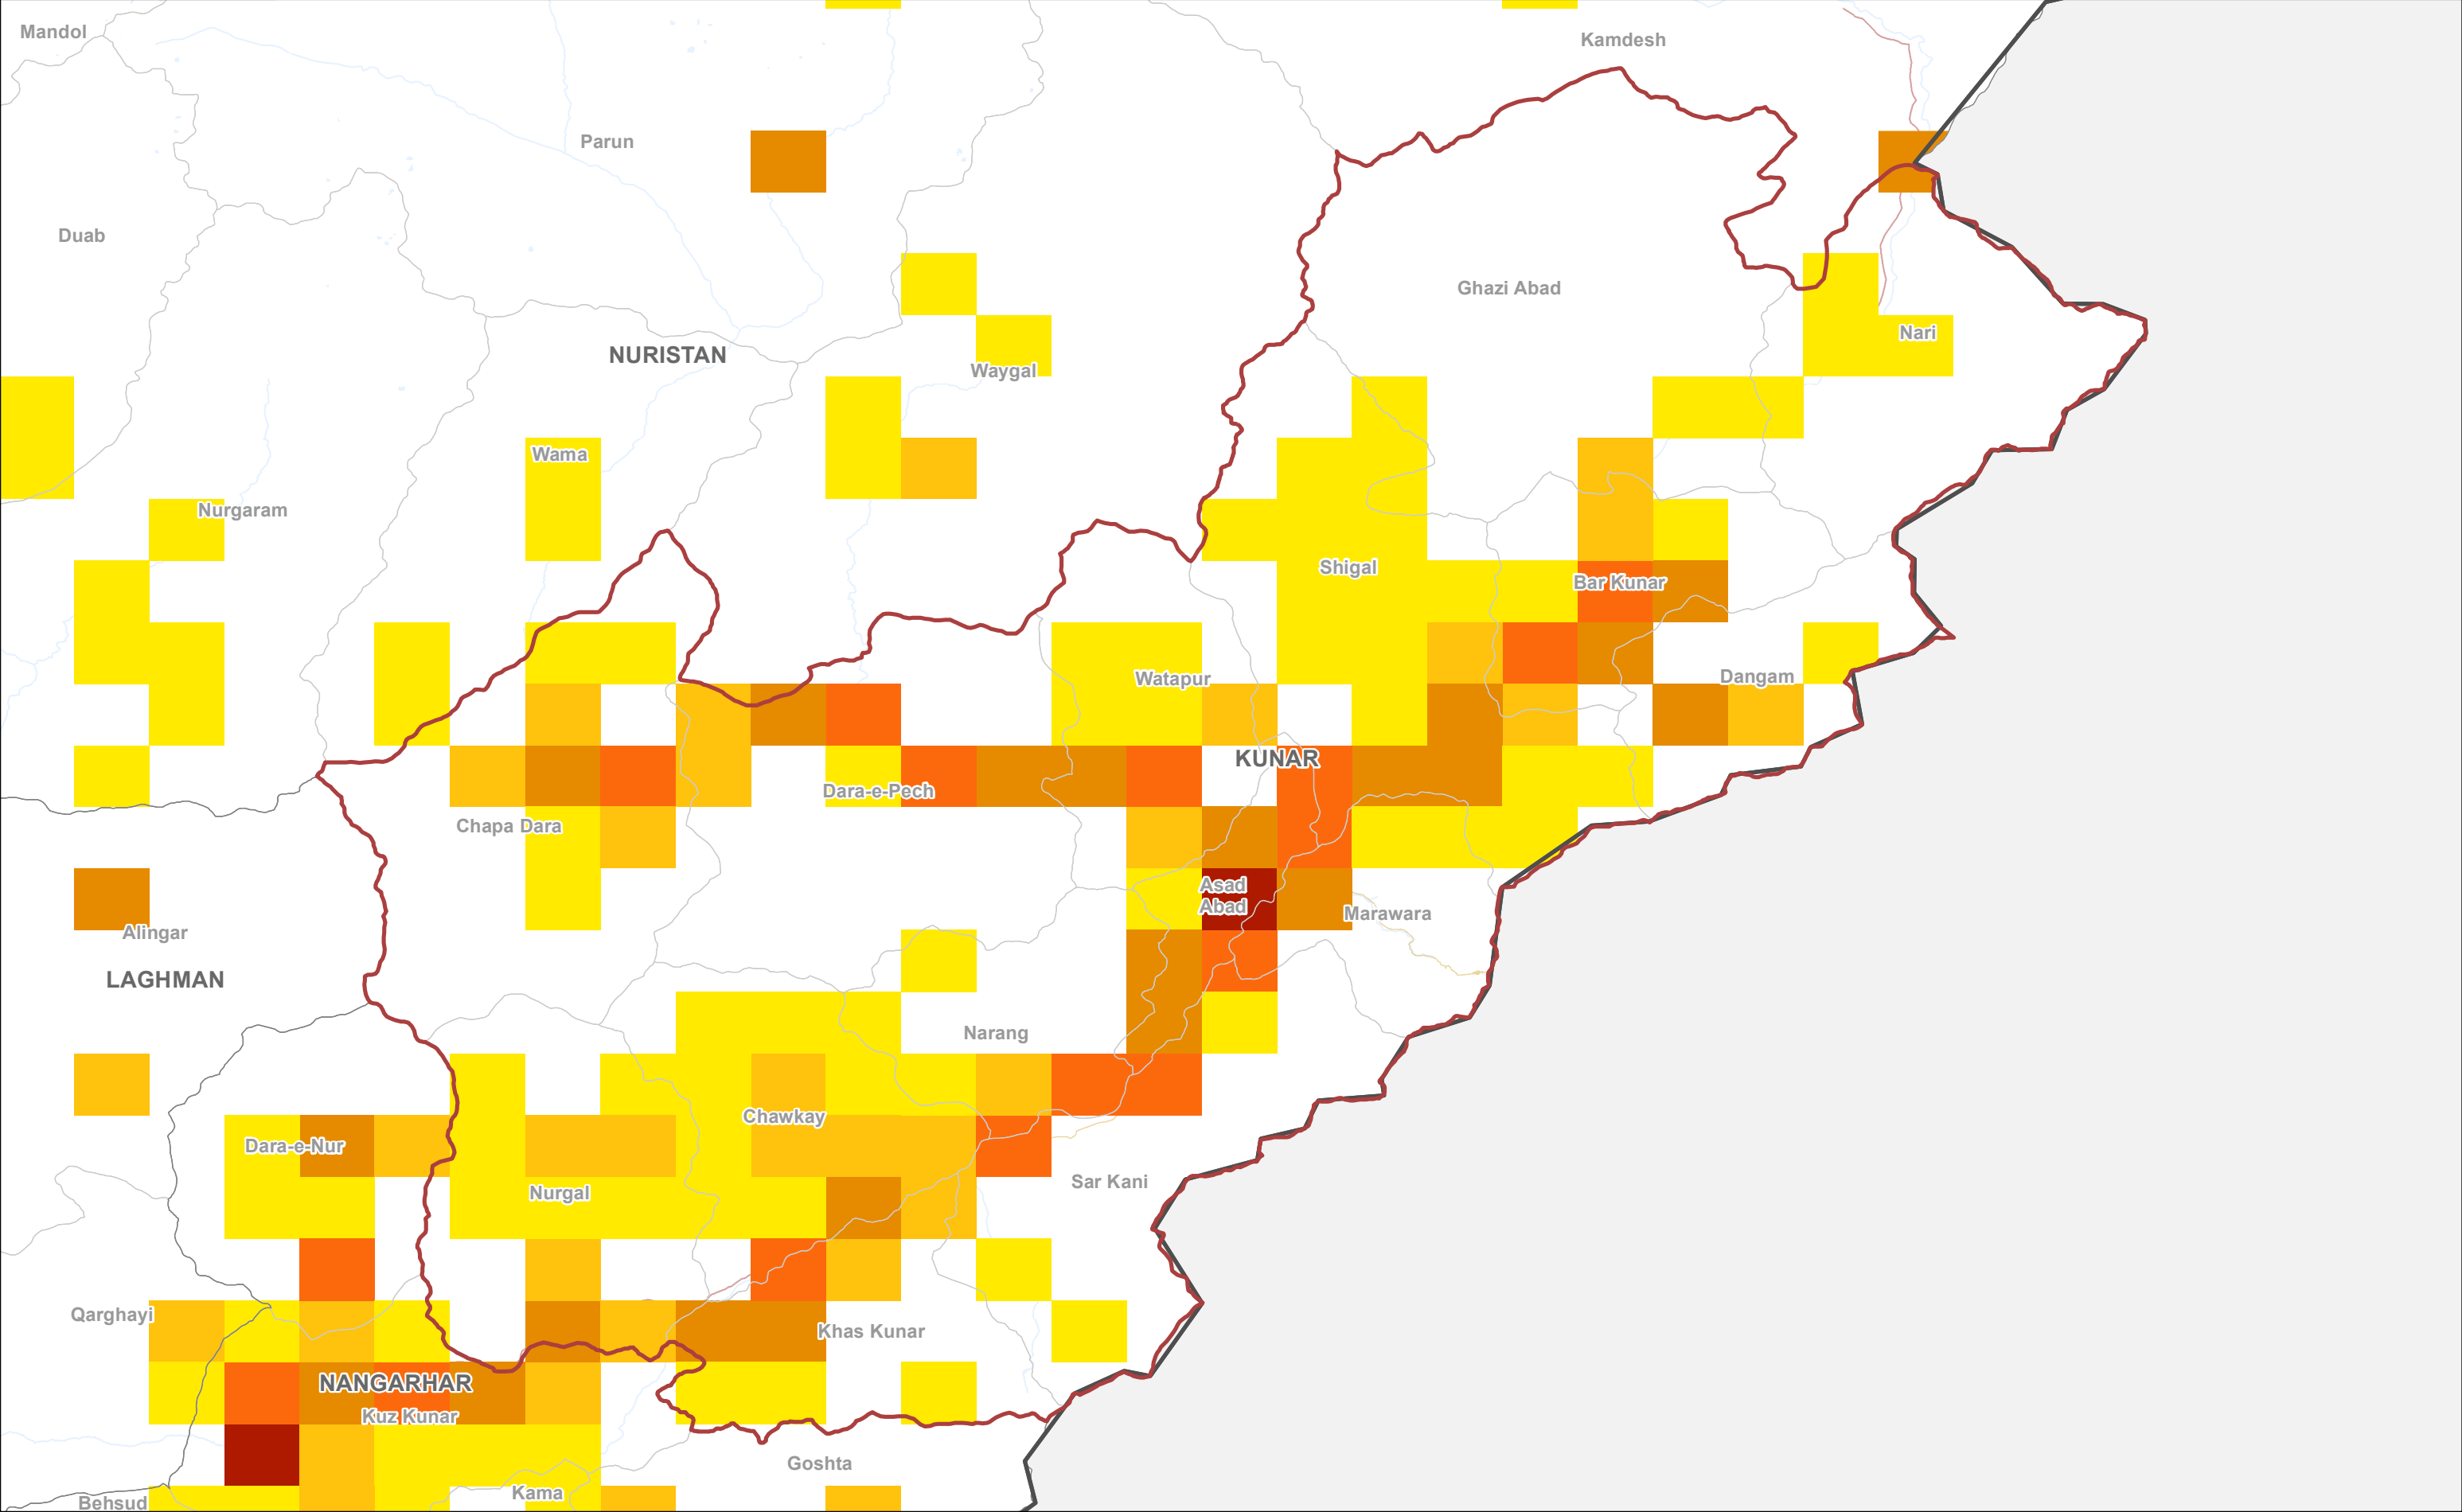 Mandol
Kamdesh
Parun
Duab
Ghazi Abad
Nari
NURISTAN
Waygal
Wama
Nurgaram
Shigal
Bar Kunar
Watapur
Dangam
KUNAR
Dara-e-Pech
Chapa Dara
Asad
Abad
Marawara
Alingar
LAGHMAN
Narang
Chawkay
Dara-e-Nur
Sar Kani
Nurgal
Qarghayi
Khas Kunar
NANGARHAR
Kuz Kunar
Goshta
Kama
Behsud